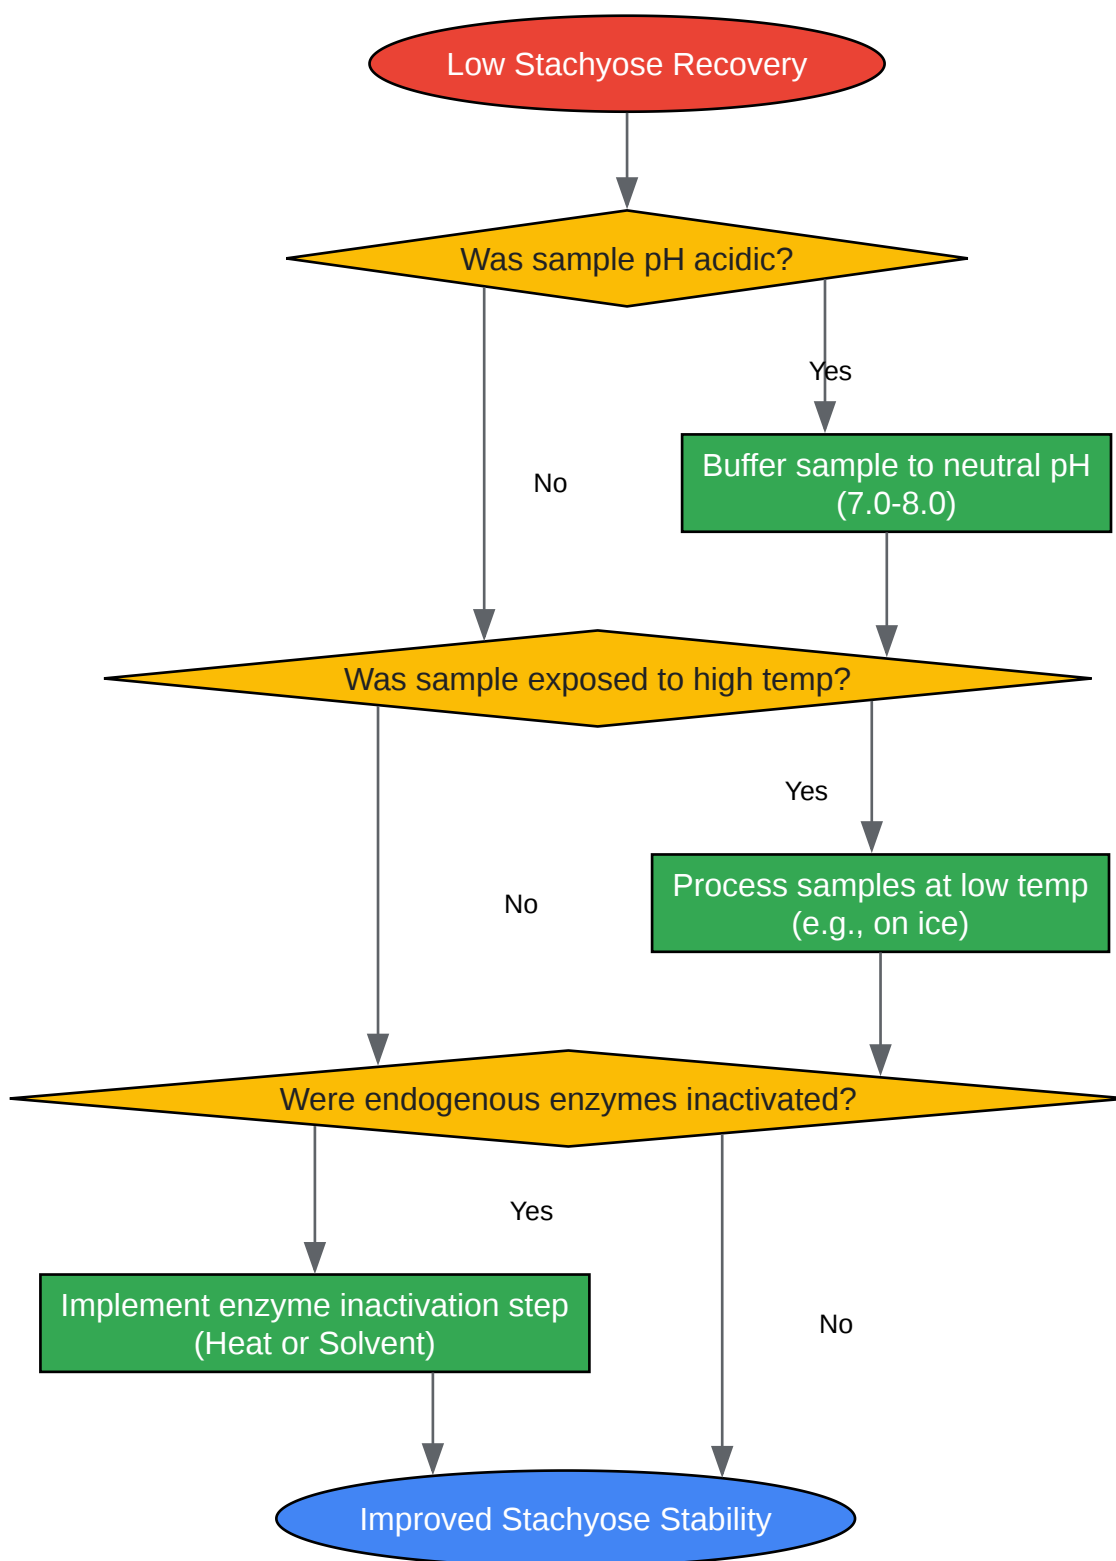 Low Stachyose Recovery
Was sample pH acidic?
Yes
Buffer sample to neutral pH
(7.0-8.0)
No
Was sample exposed to high temp?
Yes
Process samples at low temp
(e.g., on ice)
No
Were endogenous enzymes inactivated?
Yes
Implement enzyme inactivation step
(Heat or Solvent)
No
Improved Stachyose Stability